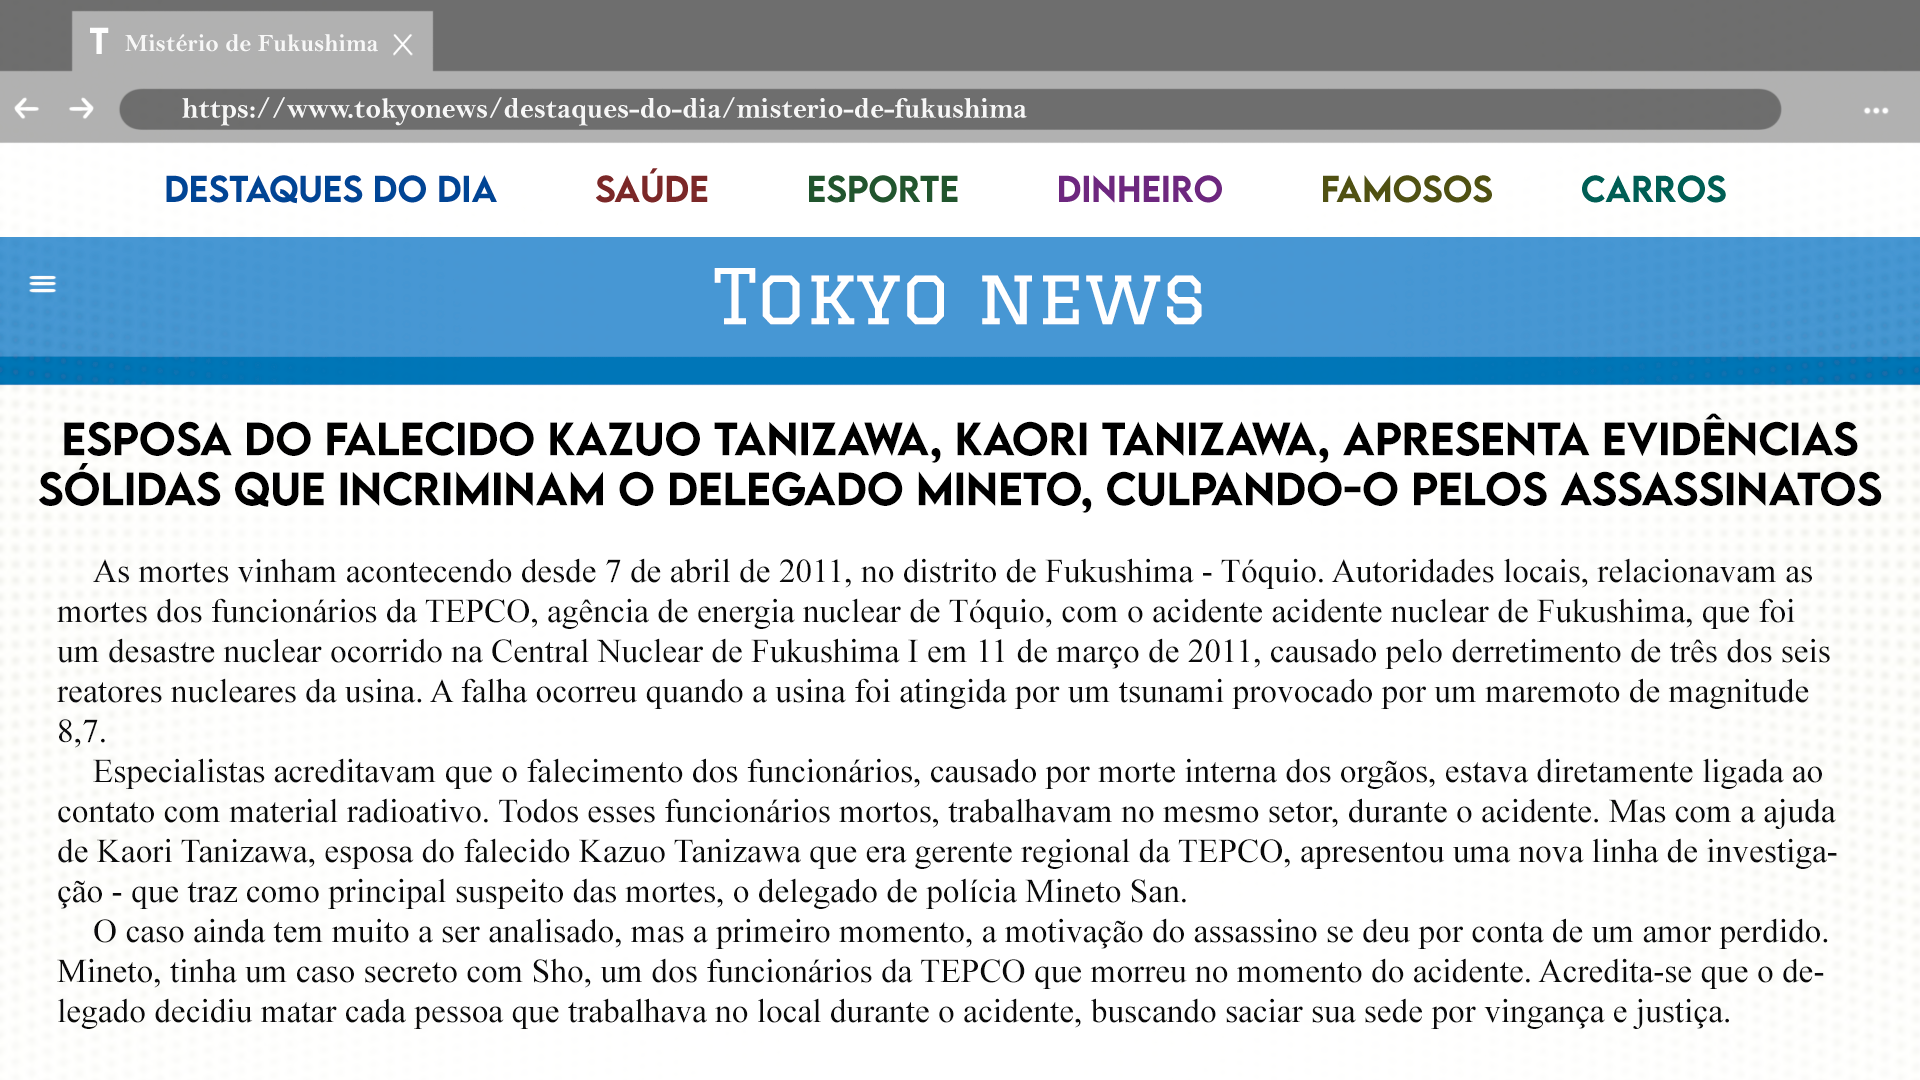 T Mistério de Fukushima X
https://www.tokyonews/destaques-do-dia/misterio-de-fukushima
DESTAQUES DO DIA SAÚDE ESPORTE DINHEIRO FAMOSOS CARROS
TOKYO NEWS
ESPOSA DO FALECIDO KAZUO TANIZAWA, KAORI TANIZAWA, APRESENTA EVIDÊNCIAS
SÓLIDAS QUE INCRIMINAM O DELEGADO MINETO, CULPANDO-O PELOS ASSASSINATOS
As mortes vinham acontecendo desde 7 de abril de 2011, no distrito de Fukushima - Tóquio. Autoridades locais, relacionavam as
mortes dos funcionários da TEPCO, agência de energia nuclear de Tóquio, com o acidente acidente nuclear de Fukushima, que foi
um desastre nuclear ocorrido na Central Nuclear de Fukushima I em 11 de março de 2011, causado pelo derretimento de três dos seis
reatores nucleares da usina. A falha ocorreu quando a usina foi atingida por um tsunami provocado por um maremoto de magnitude
8,7.
Especialistas acreditavam que o falecimento dos funcionários, causado por morte interna dos orgãos, estava diretamente ligada ao
contato com material radioativo. Todos esses funcionários mortos, trabalhavam no mesmo setor, durante o acidente. Mas com a ajuda
de Kaori Tanizawa, esposa do falecido Kazuo Tanizawa que era gerente regional da TEPCO, apresentou uma nova linha de investiga-
ção - que traz como principal suspeito das mortes, o delegado de polícia Mineto San.
O caso ainda tem muito a ser analisado, mas a primeiro momento, a motivação do assassino se deu por conta de um amor perdido.
Mineto, tinha um caso secreto com Sho, um dos funcionários da TEPCO que morreu no momento do acidente. Acredita-se que o de-
legado decidiu matar cada pessoa que trabalhava no local durante o acidente, buscando saciar sua sede por vingança e justiça.